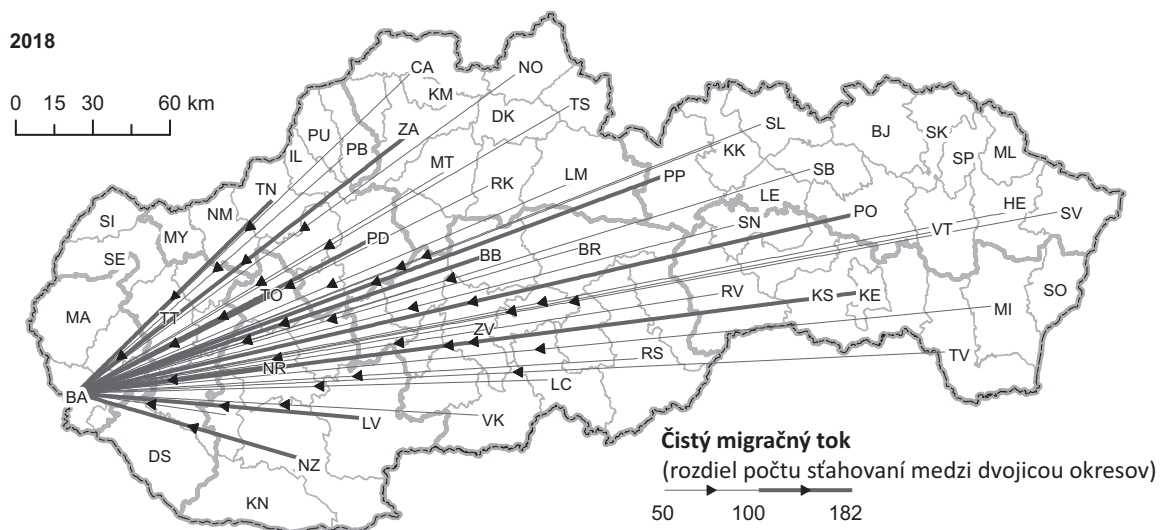 2018
0 15 30 60 km
CA
NO
KM
TS
DK
PU
ZA
SL
BJ
SK
IL
PB
KK
SP
ML
MT
TN
RK
LM
PP
SB
LE
HE
SI
NM
PO
SV
MY
PD
SN
VT
SE
BB
BR
TO
RV
KS
KE
SO
MA
TT
MI
ZV
NR
RS
TV
BA
LC
LV
VK
DS
NZ
KN
Čistý migračný tok
(rozdiel počtu sťahovaní medzi dvojicou okresov)
50 100 182